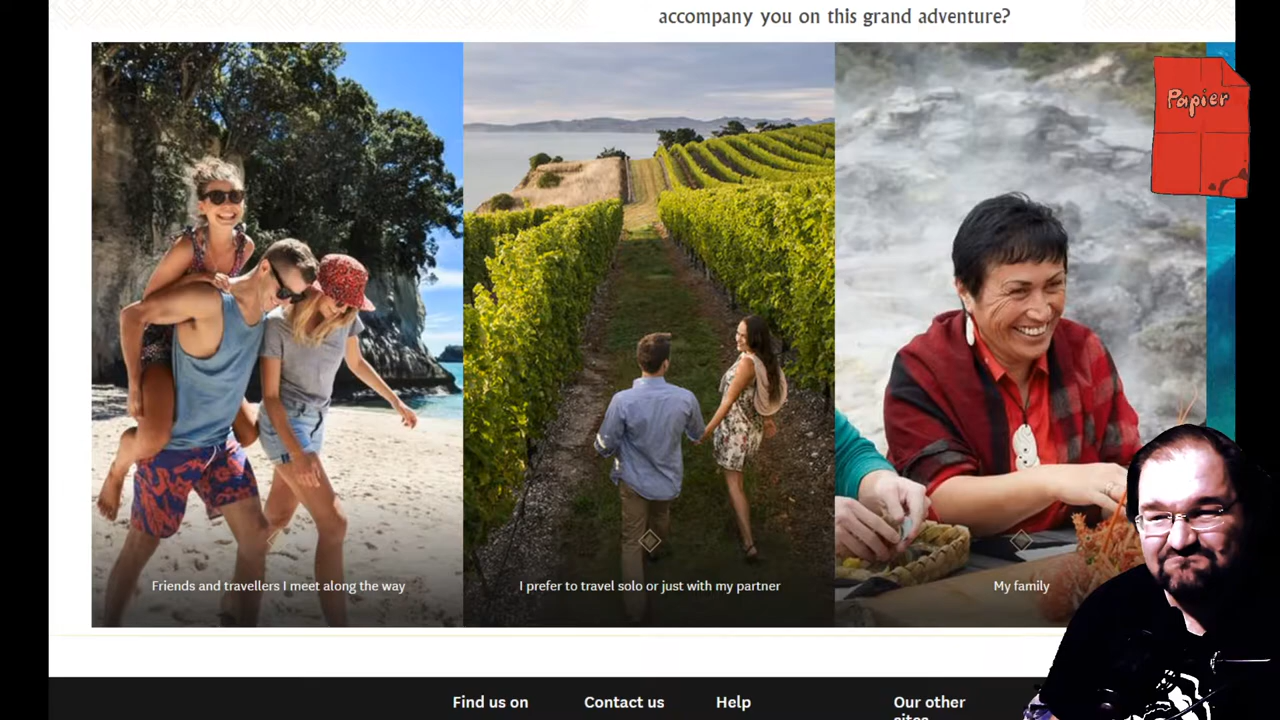 accompany you on this grand adventure?
Papier
Friends and travellers I meet along the way
I prefer to travel solo or just with my partner
My family
Find us on
Contact us
Help
Our other
sites